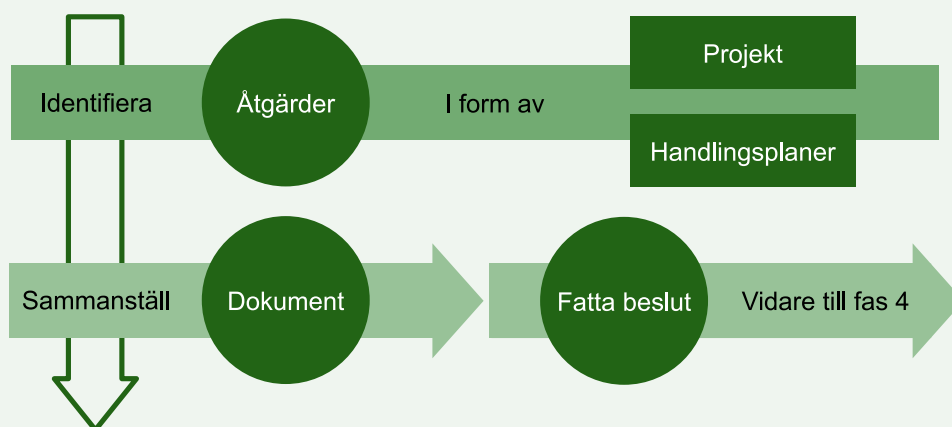 Identifiera
Åtgärder
I form av
Projekt
Handlingsplaner
Sammanställ
Dokument
Fatta beslut
Vidare till fas 4